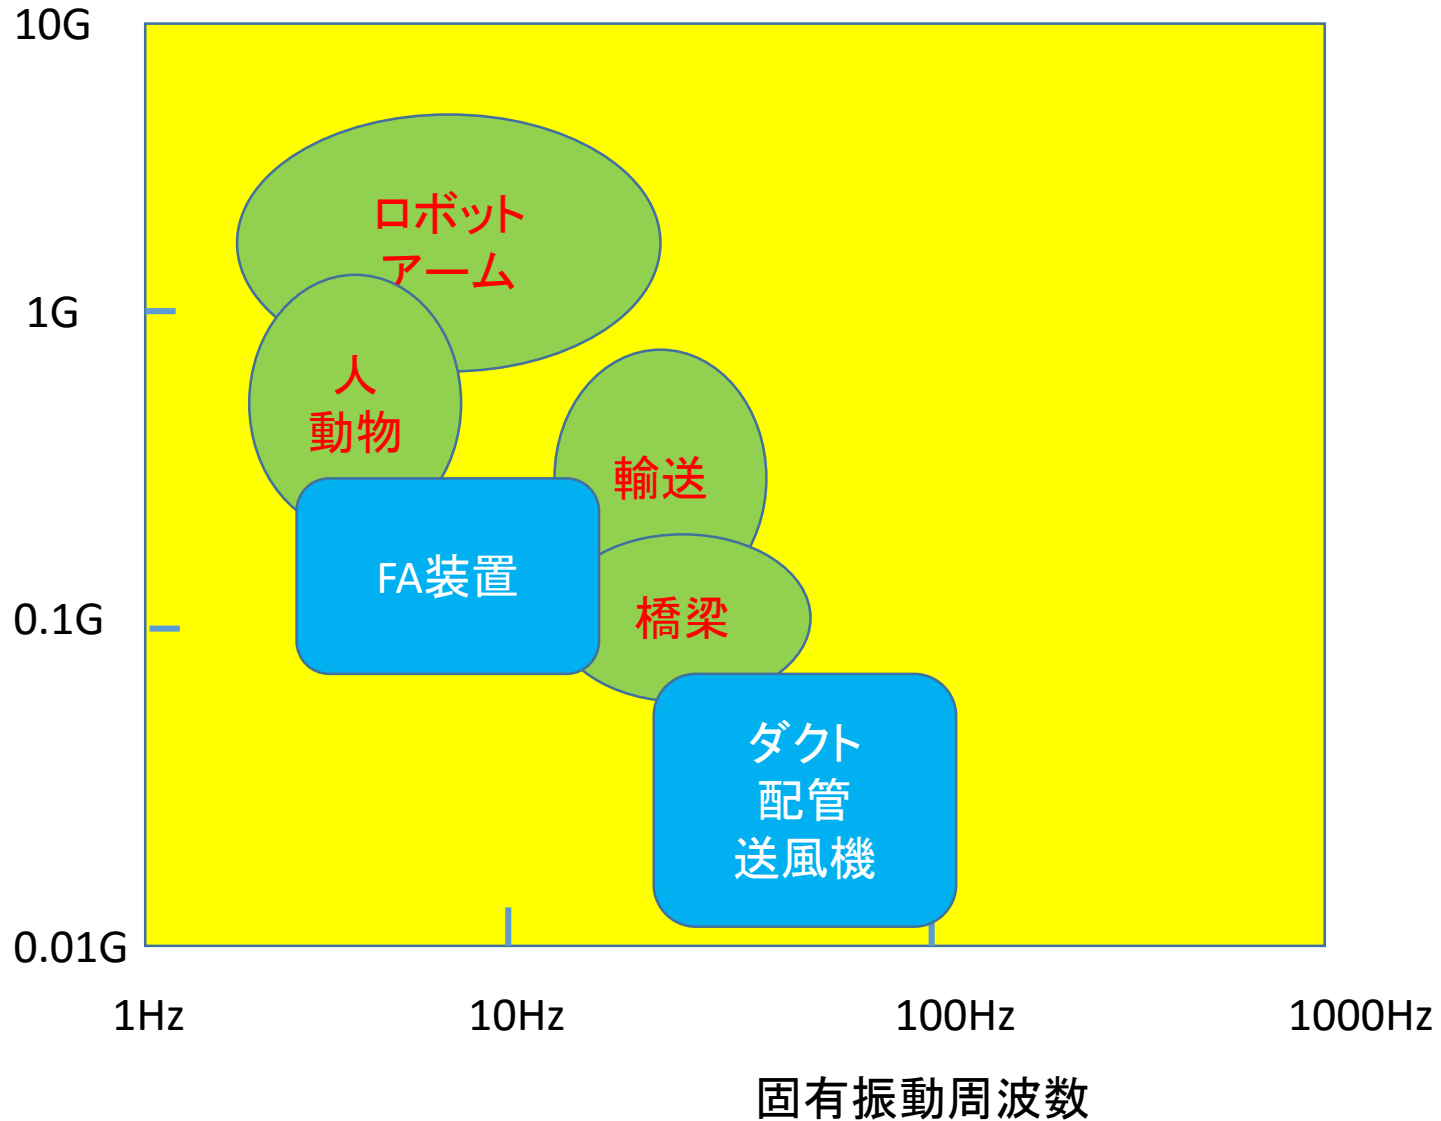 10G
ロボット
アーム
1G
人
動物
輸送
FA装置
0.1G
橋梁
ダクト
配管
送風機
0.01G
1Hz
10Hz
100Hz
1000Hz
固有振動周波数